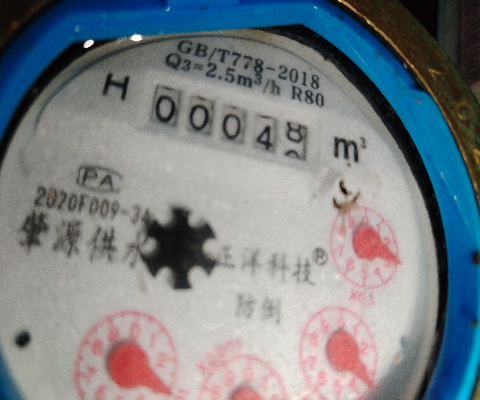 GB/T778-2018
Q3=2.5m³/h R80
H 00048 m³
PA
2020F009-34
肇源供水 正洋科技®
防倒